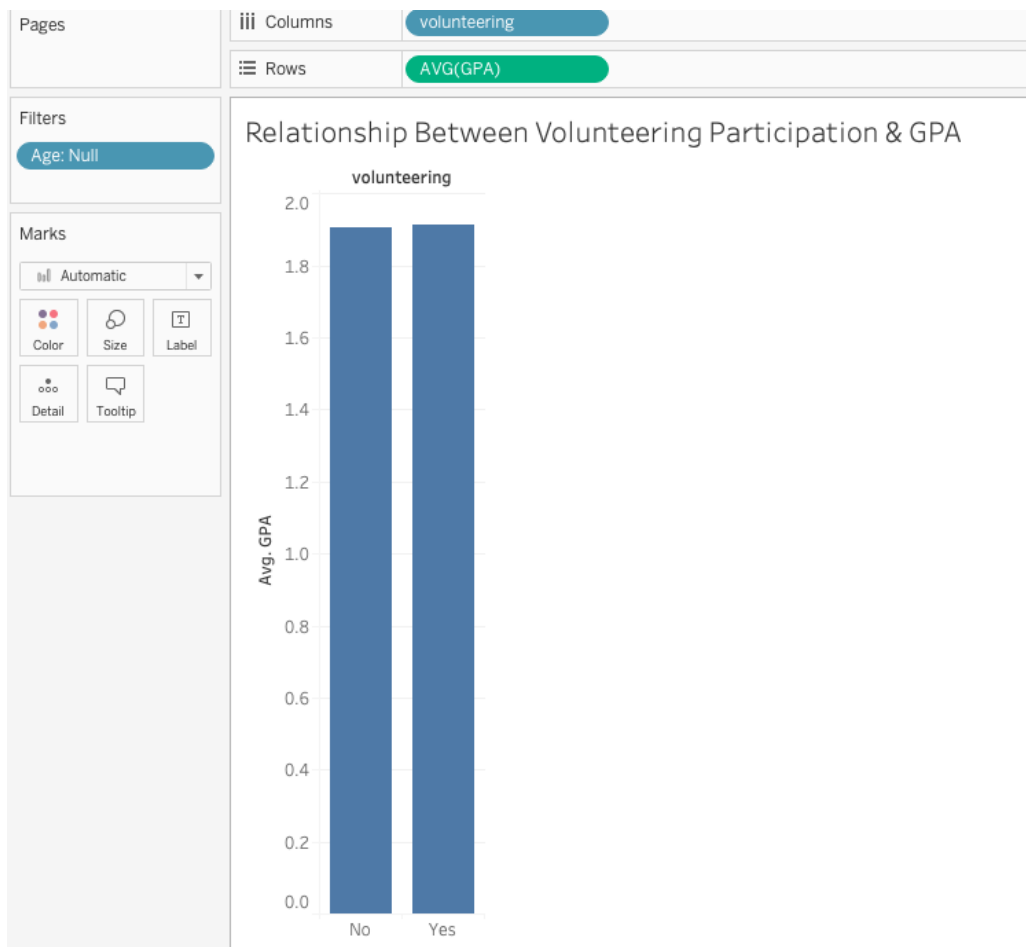 Pages
Columns
volunteering
Rows
AVG(GPA)
Filters
Age: Null
Marks
Automatic
Color
Size
T
Label
Detail
Tooltip
Relationship Between Volunteering Participation & GPA
volunteering
2.0
1.8
1.6
1.4
1.2
1.0
0.8
0.6
0.4
0.2
0.0
Avg. GPA
No
Yes